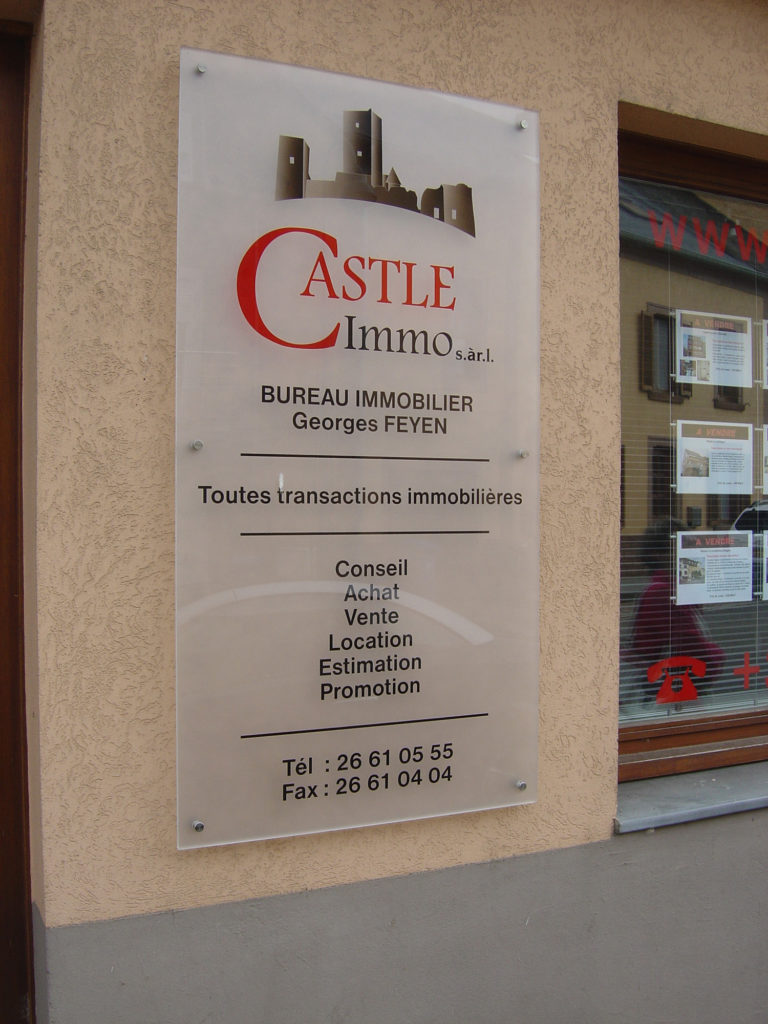 CASTLE
IMMO s.àr.l.
BUREAU IMMOBILIER
Georges FEYEN
Toutes transactions immobilières
Conseil
Achat
Vente
Location
Estimation
Promotion
Tél : 26 61 05 55
Fax : 26 61 04 04
WWW
A VENDRE
A VENDRE
A VENDRE